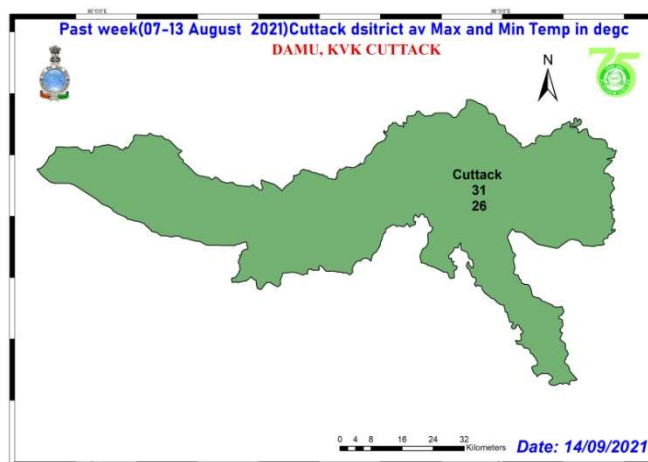 Past week(07-13 August 2021)Cuttack dsitrict av Max and Min Temp in degc
DAMU, KVK CUTTACK
N
75
Cuttack
31
26
0 4 8 16 24 32
Kilometers
Date: 14/09/2021